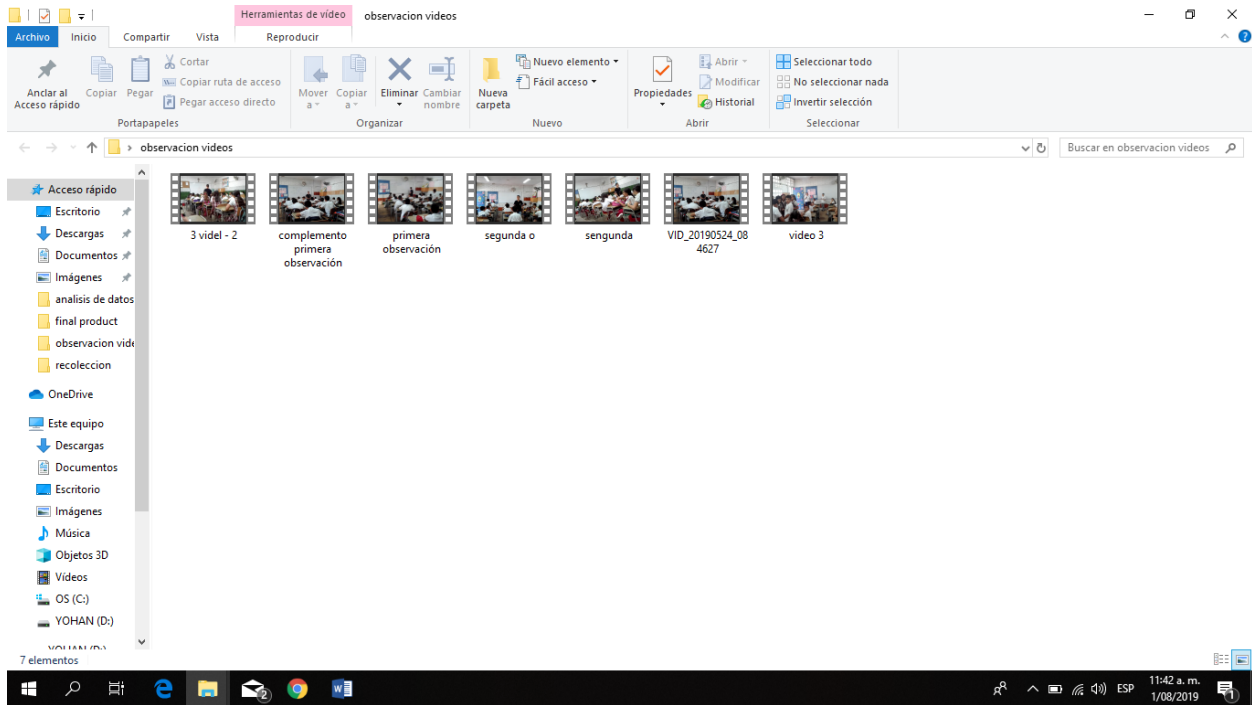 Herramientas de vídeo
observacion videos
Archivo Inicio Compartir Vista Reproducir
Anclar al
Acceso rápido
Copiar
Pegar
Cortar
Copiar ruta de acceso
Pegar acceso directo
Portapapeles
Mover
a
Copiar
a
Eliminar
Cambiar
nombre
Organizar
Nueva
carpeta
Nuevo elemento
Fácil acceso
Nuevo
Propiedades
Abrir
Modificar
Historial
Abrir
Seleccionar todo
No seleccionar nada
Invertir selección
Seleccionar
observacion videos
Buscar en observacion videos
Acceso rápido
Escritorio
Descargas
Documentos
Imágenes
analisis de datos
final product
observacion vide
recoleccion
OneDrive
Este equipo
Descargas
Documentos
Escritorio
Imágenes
Música
Objetos 3D
Vídeos
OS (C:)
YOHAN (D:)
YOHAN (D:)
3 videl - 2
complemento
primera
observación
primera
observación
segunda o
sengunda
VID_20190524_08
4627
video 3
7 elementos
2
W
ESP
11:42 a. m.
1/08/2019
1